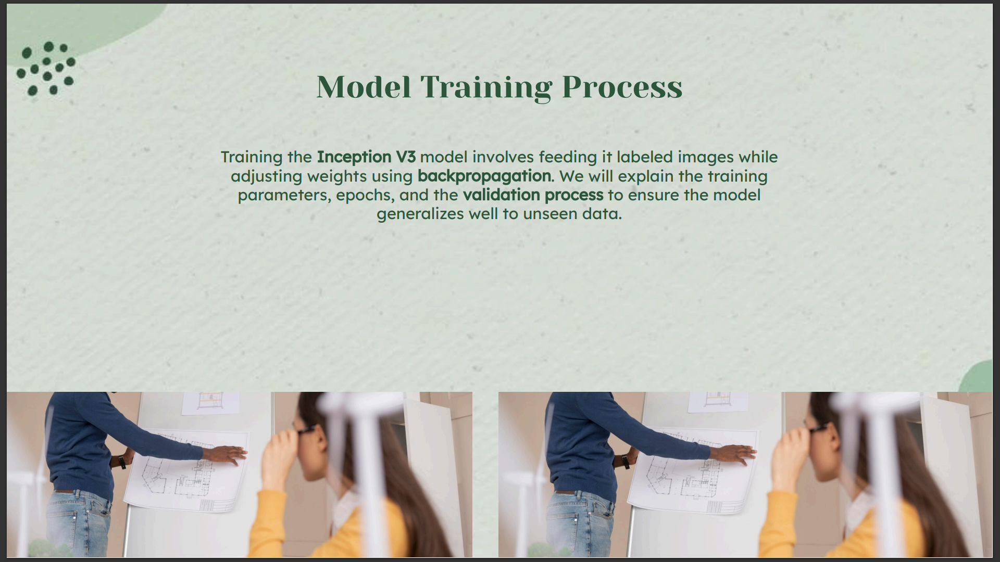 Model Training Process
Training the Inception V3 model involves feeding it labeled images while
adjusting weights using backpropagation. We will explain the training
parameters, epochs, and the validation process to ensure the model
generalizes well to unseen data.